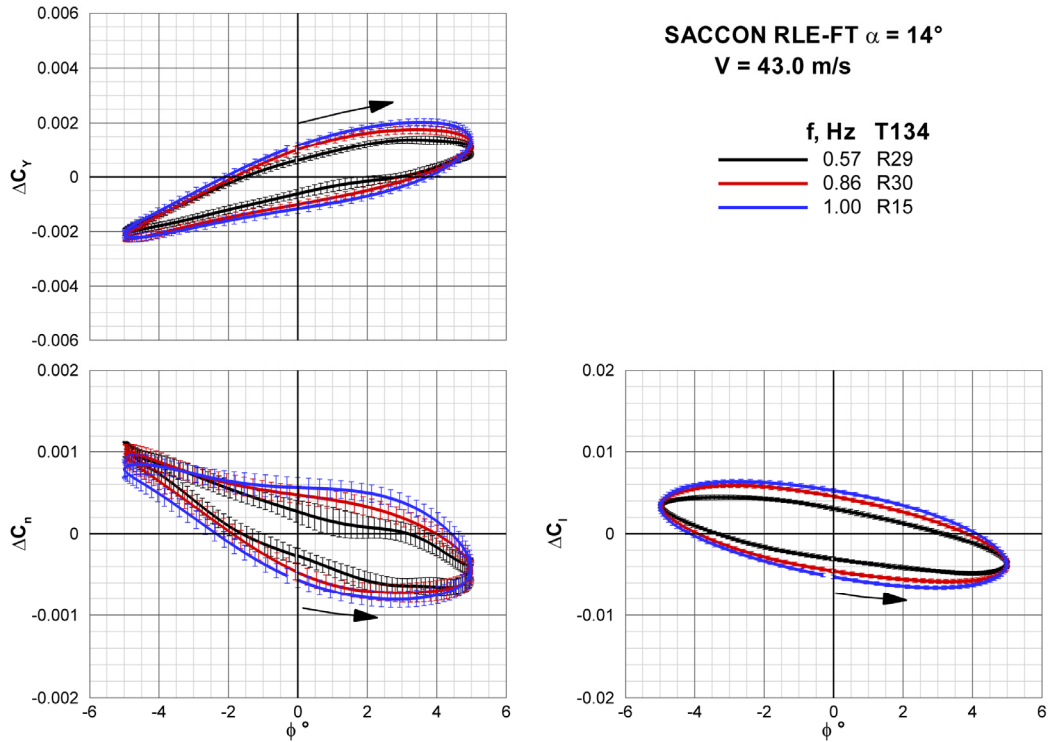 SACCON RLE-FT α = 14°
V = 43.0 m/s
f, Hz T134
0.57 R29
0.86 R30
1.00 R15
0.006
0.004
0.002
0
-0.002
-0.004
-0.006
ΔC_Y
0.002
0.001
0
-0.001
-0.002
ΔC_n
-6 -4 -2 0 2 4 6
ϕ °
0.02
0.01
0
-0.01
-0.02
ΔC_l
-6 -4 -2 0 2 4 6
ϕ °